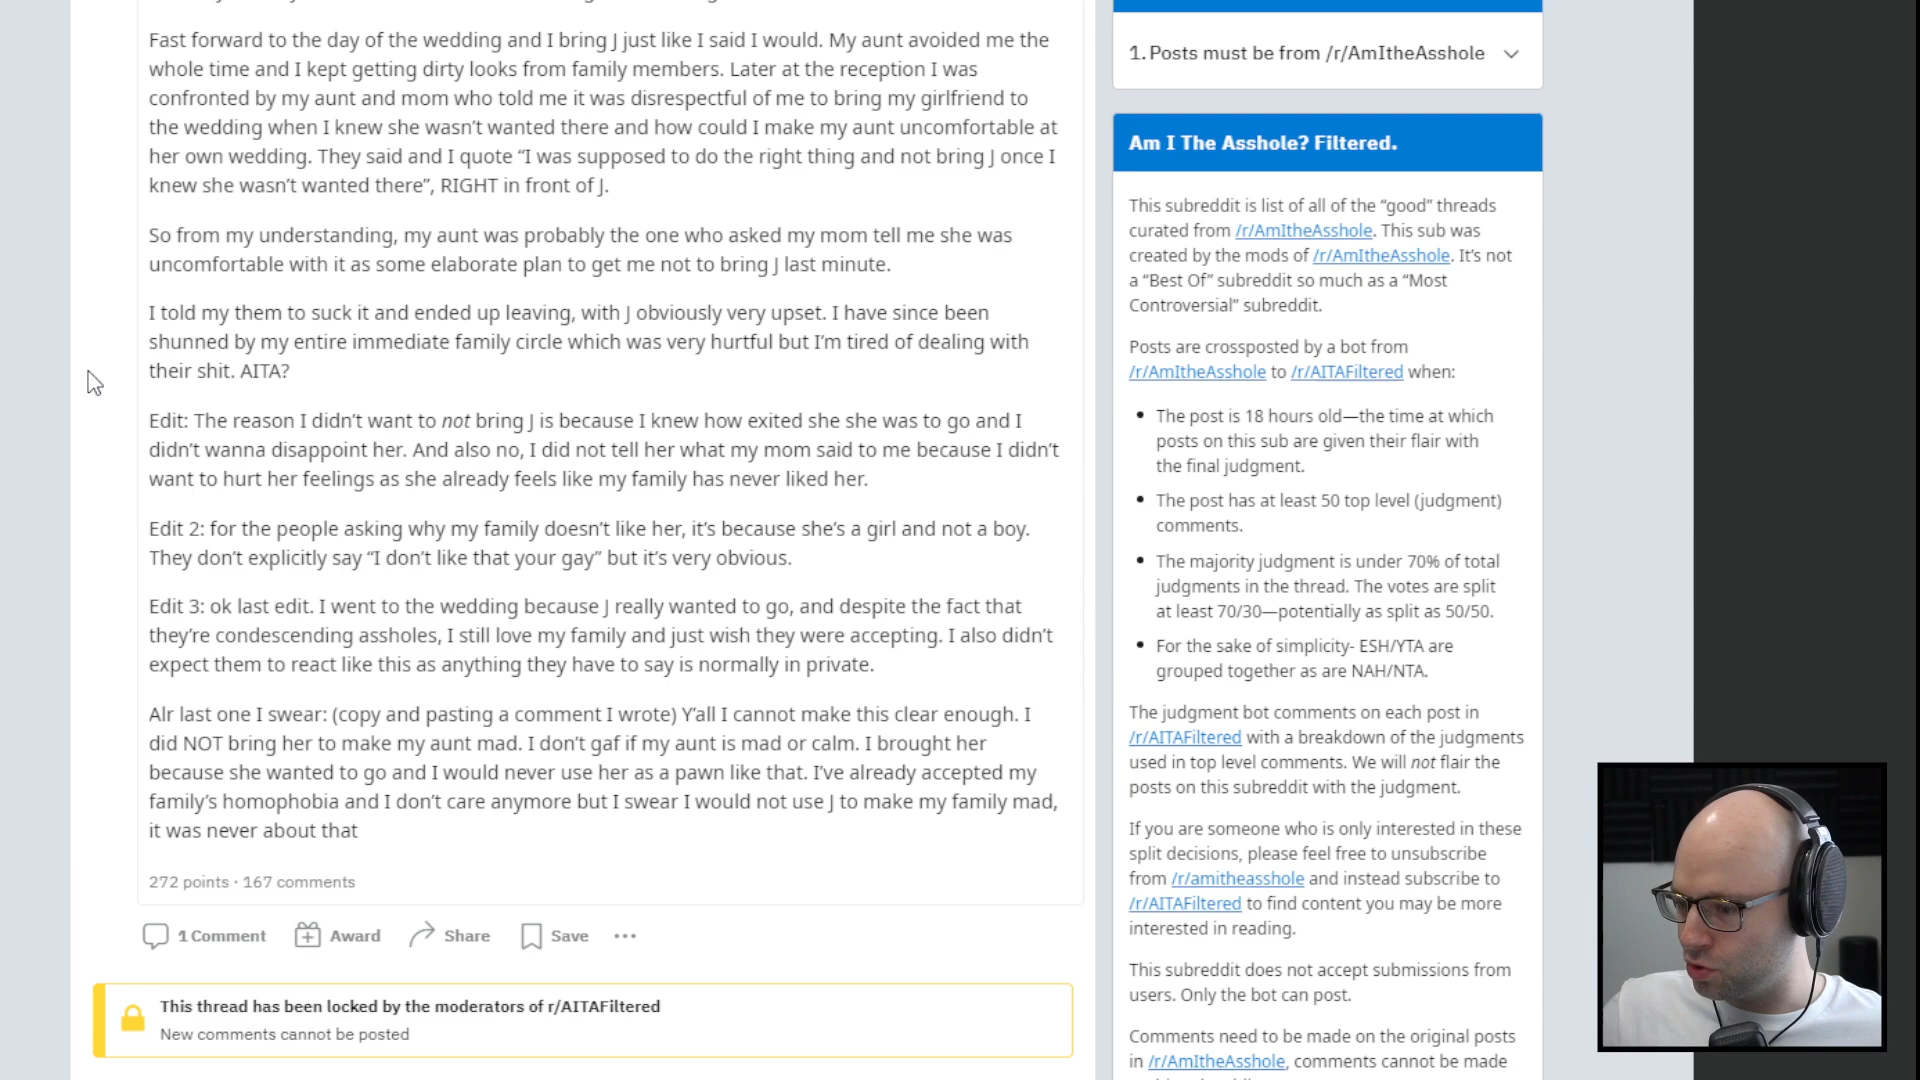 Fast forward to the day of the wedding and I bring J just like I said I would. My aunt avoided me the
whole time and I kept getting dirty looks from family members. Later at the reception I was
confronted by my aunt and mom who told me it was disrespectful of me to bring my girlfriend to
the wedding when I knew she wasn't wanted there and how could I make my aunt uncomfortable at
her own wedding. They said and I quote “I was supposed to do the right thing and not bring J once I
knew she wasn't wanted there”, RIGHT in front of J.
So from my understanding, my aunt was probably the one who asked my mom tell me she was
uncomfortable with it as some elaborate plan to get me not to bring J last minute.
I told my them to suck it and ended up leaving, with J obviously very upset. I have since been
shunned by my entire immediate family circle which was very hurtful but I'm tired of dealing with
their shit. AITA?
Edit: The reason I didn't want to not bring J is because I knew how exited she she was to go and I
didn't wanna disappoint her. And also no, I did not tell her what my mom said to me because I didn't
want to hurt her feelings as she already feels like my family has never liked her.
Edit 2: for the people asking why my family doesn't like her, it's because she's a girl and not a boy.
They don't explicitly say “I don't like that your gay” but it's very obvious.
Edit 3: ok last edit. I went to the wedding because J really wanted to go, and despite the fact that
they're condescending assholes, I still love my family and just wish they were accepting. I also didn't
expect them to react like this as anything they have to say is normally in private.
Alr last one I swear: (copy and pasting a comment I wrote) Y'all I cannot make this clear enough. I
did NOT bring her to make my aunt mad. I don't gaf if my aunt is mad or calm. I brought her
because she wanted to go and I would never use her as a pawn like that. I've already accepted my
family's homophobia and I don't care anymore but I swear I would not use J to make my family mad,
it was never about that
272 points · 167 comments
1 Comment Award Share Save
This thread has been locked by the moderators of r/AITAFiltered
New comments cannot be posted
1. Posts must be from /r/AmItheAsshole
Am I The Asshole? Filtered.
This subreddit is list of all of the “good” threads
curated from /r/AmItheAsshole. This sub was
created by the mods of /r/AmItheAsshole. It's not
a “Best Of” subreddit so much as a “Most
Controversial” subreddit.
Posts are crossposted by a bot from
/r/AmItheAsshole to /r/AITAFiltered when:
• The post is 18 hours old—the time at which
posts on this sub are given their flair with
the final judgment.
• The post has at least 50 top level (judgment)
comments.
• The majority judgment is under 70% of total
judgments in the thread. The votes are split
at least 70/30—potentially as split as 50/50.
• For the sake of simplicity- ESH/YTA are
grouped together as are NAH/NTA.
The judgment bot comments on each post in
/r/AITAFiltered with a breakdown of the judgments
used in top level comments. We will not flair the
posts on this subreddit with the judgment.
If you are someone who is only interested in these
split decisions, please feel free to unsubscribe
from /r/amitheasshole and instead subscribe to
/r/AITAFiltered to find content you may be more
interested in reading.
This subreddit does not accept submissions from
users. Only the bot can post.
Comments need to be made on the original posts
in /r/AmItheAsshole, comments cannot be made